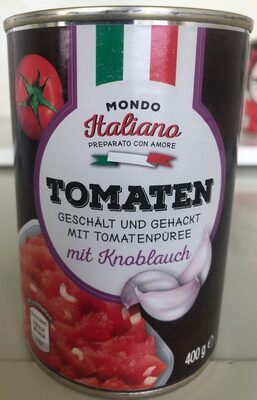 MONDO
Italiano
PREPARATO CON AMORE
TOMATEN
GESCHÄLT UND GEHACKT
MIT TOMATENPÜREE
mit Knoblauch
400 g e